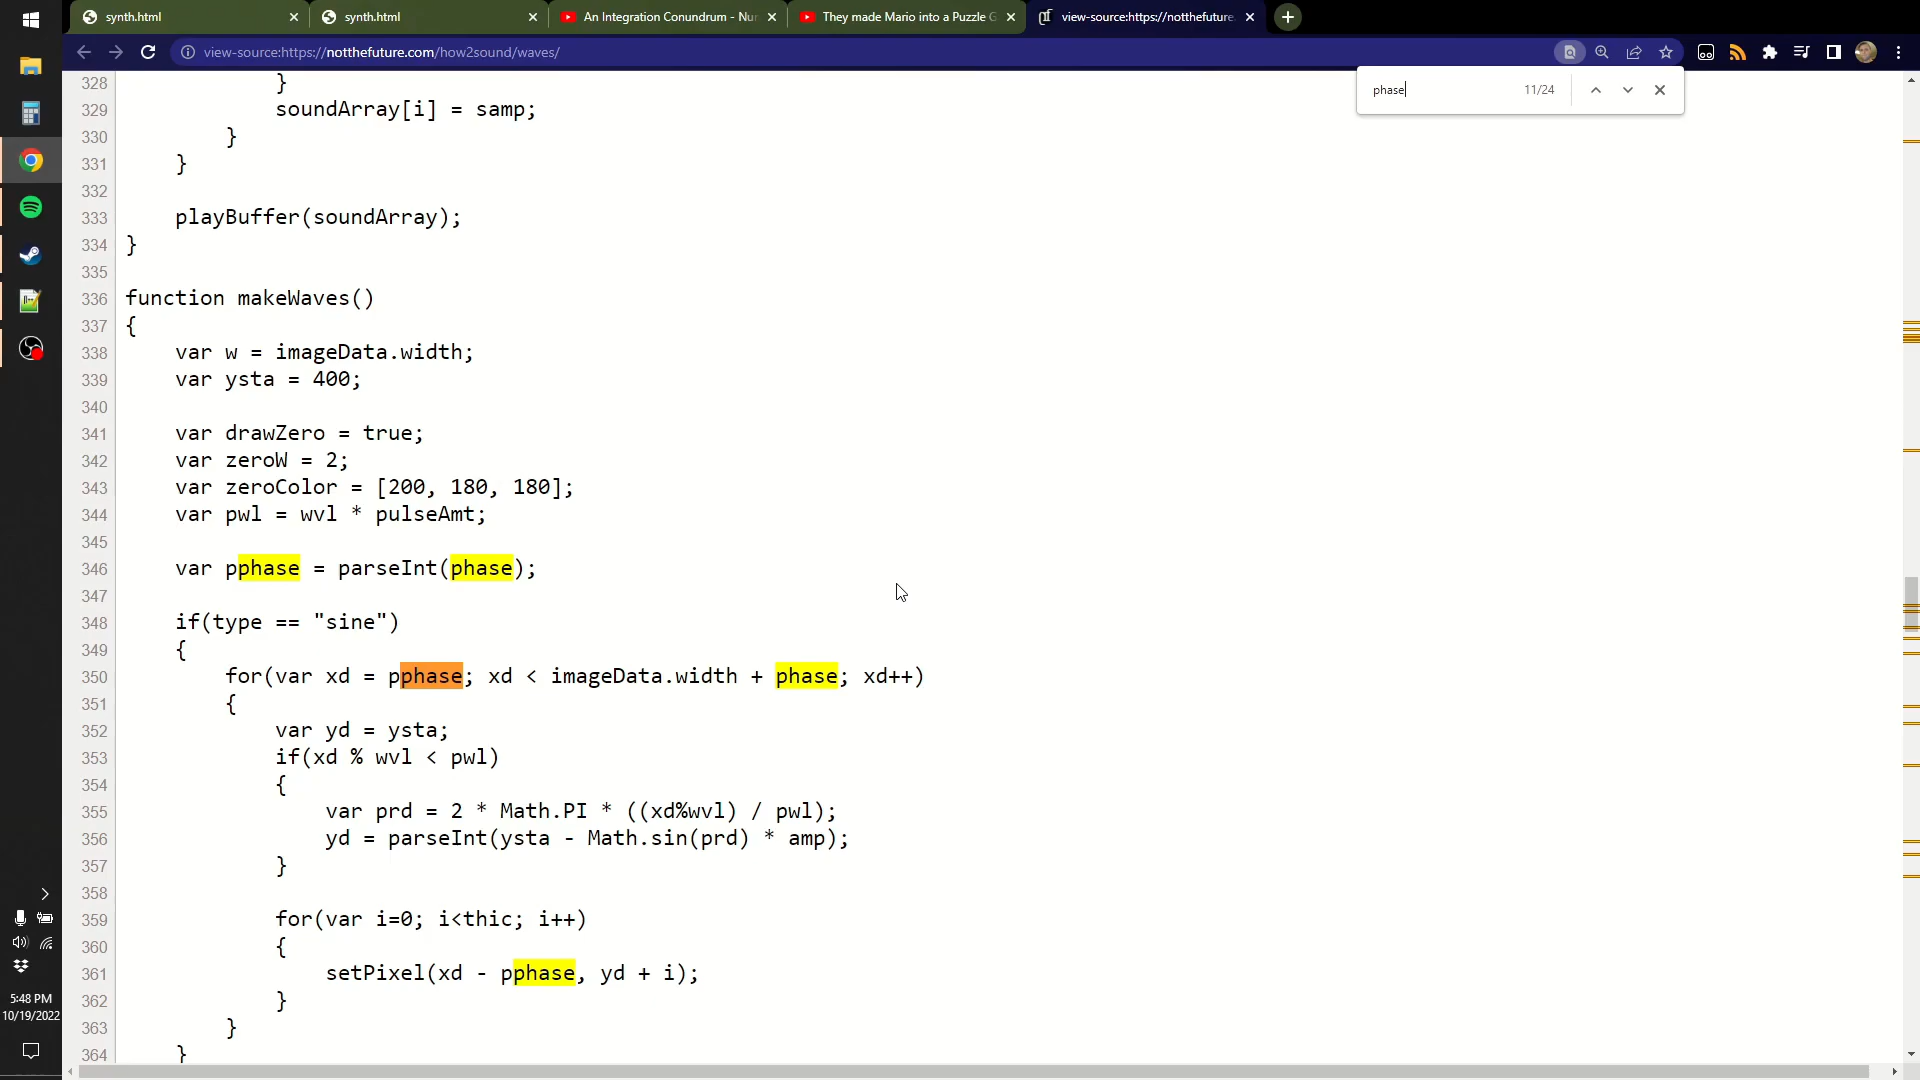 synth.html
synth.html
An Integration Conundrum - Nu
They made Mario into a Puzzle G
view-source:https://notthefuture.
view-source:https://notthefuture.com/how2sound/waves/
phase
11/24
328 }
329 soundArray[i] = samp;
330 }
331 }
332
333 playBuffer(soundArray);
334 }
335
336 function makeWaves()
337 {
338 var w = imageData.width;
339 var ysta = 400;
340
341 var drawZero = true;
342 var zeroW = 2;
343 var zeroColor = [200, 180, 180];
344 var pwl = wvl * pulseAmt;
345
346 var pphase = parseInt(phase);
347
348 if(type == "sine")
349 {
350 for(var xd = pphase; xd < imageData.width + phase; xd++)
351 {
352 var yd = ysta;
353 if(xd % wvl < pwl)
354 {
355 var prd = 2 * Math.PI * ((xd%wvl) / pwl);
356 yd = parseInt(ysta - Math.sin(prd) * amp);
357 }
358
359 for(var i=0; i<thic; i++)
360 {
361 setPixel(xd - pphase, yd + i);
362 }
363 }
364 }
5:48 PM
10/19/2022